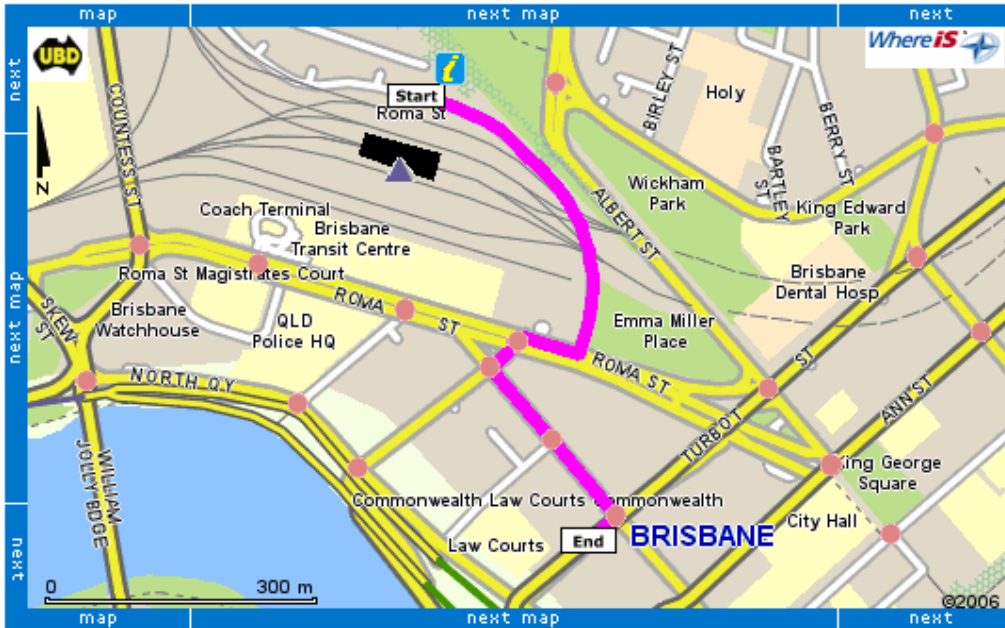 map
next map
next
UBD
WhereiS
next
COUNTESS ST
i
Start
Roma St
BIRLEY ST
Holy
BERRY ST
BARTLEY
ST
N
Wickham
Park
ALBERT ST
King Edward
Park
Coach Terminal
Brisbane
Transit Centre
Roma St Magistrates Court
Brisbane
Dental Hosp
next map
SKEW
ST
Brisbane
Watchhouse
ROMA ST
QLD
Police HQ
Emma Miller
Place
next map
ROMA ST
NORTH QY
TURBOT ST
ANN ST
WILLIAM
JOLLY BDGE
King George
Square
Commonwealth Law Courts Commonwealth
City Hall
Law Courts
End
BRISBANE
next
next
0 300 m
©2006
map
next map
next